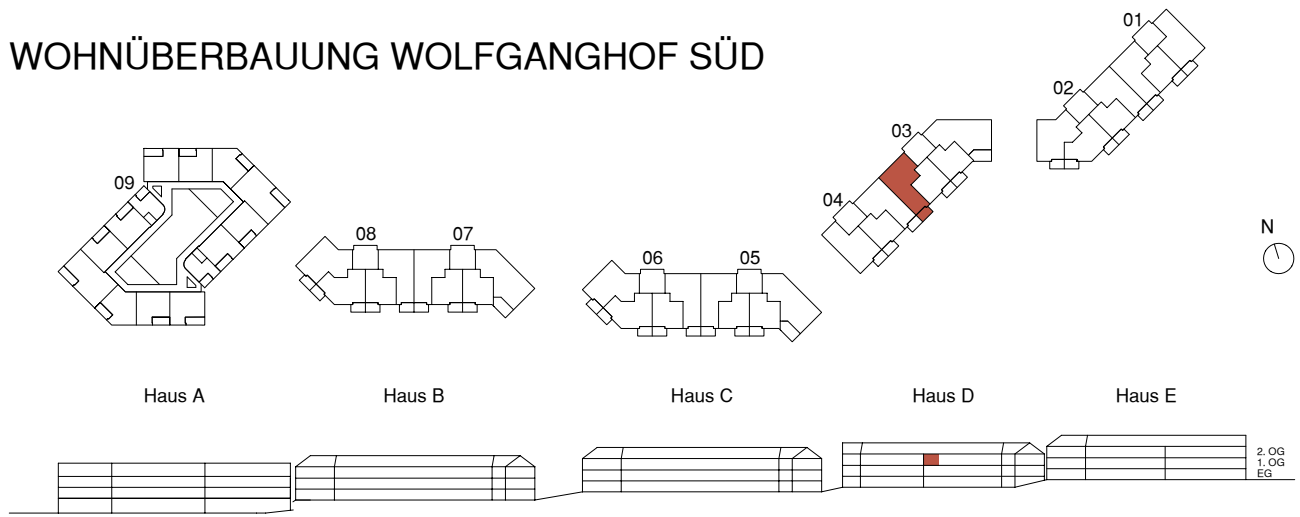 WOHNÜBERBAUUNG WOLFGANGHOF SÜD
01
02
03
04
09
08
07
06
05
N
Haus A
Haus B
Haus C
Haus D
Haus E
2. OG
1. OG
EG